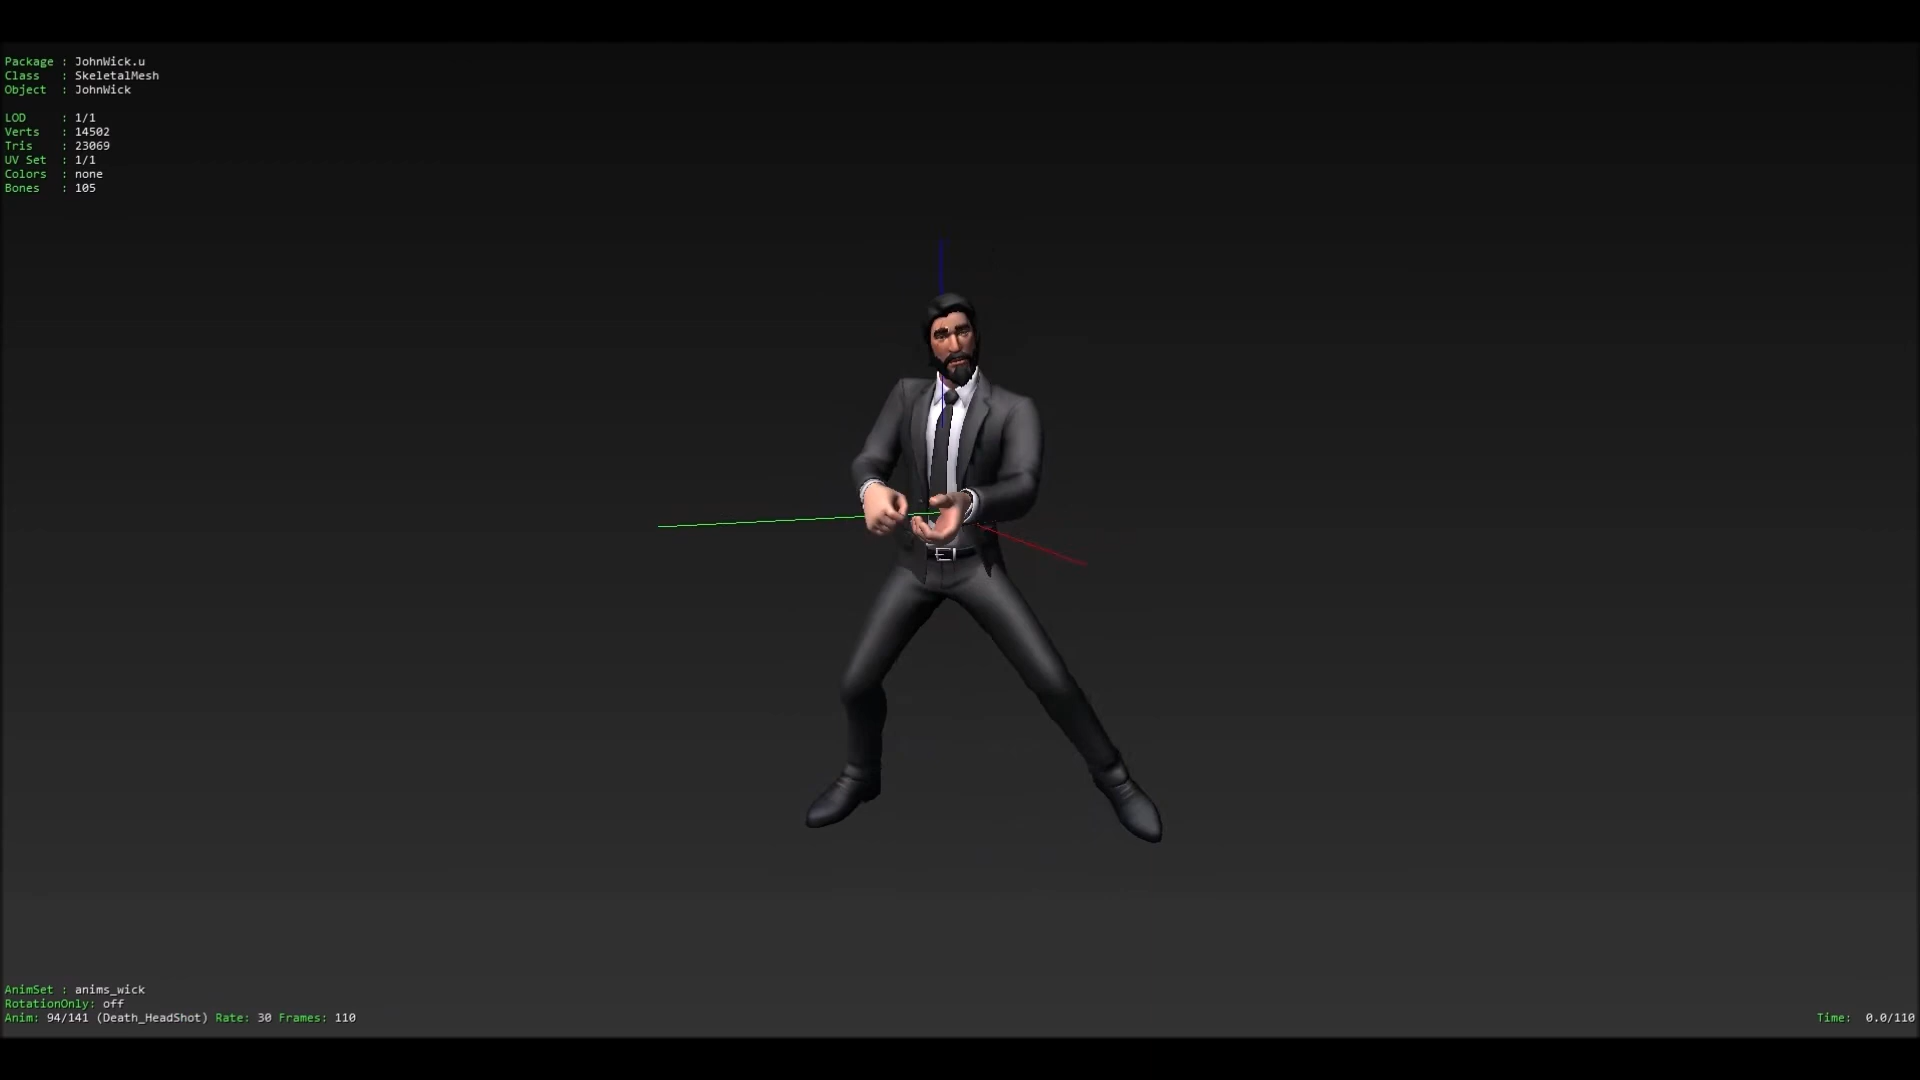 Package : JohnWick.u
Class : SkeletalMesh
Object : JohnWick
LOD : 1/1
Verts : 14502
Tris : 23069
UV Set : 1/1
Colors : none
Bones : 105
AnimSet : anims_wick
RotationOnly: off
Anim: 94/141 (Death_HeadShot) Rate: 30 Frames: 110
Time: 0.0/110